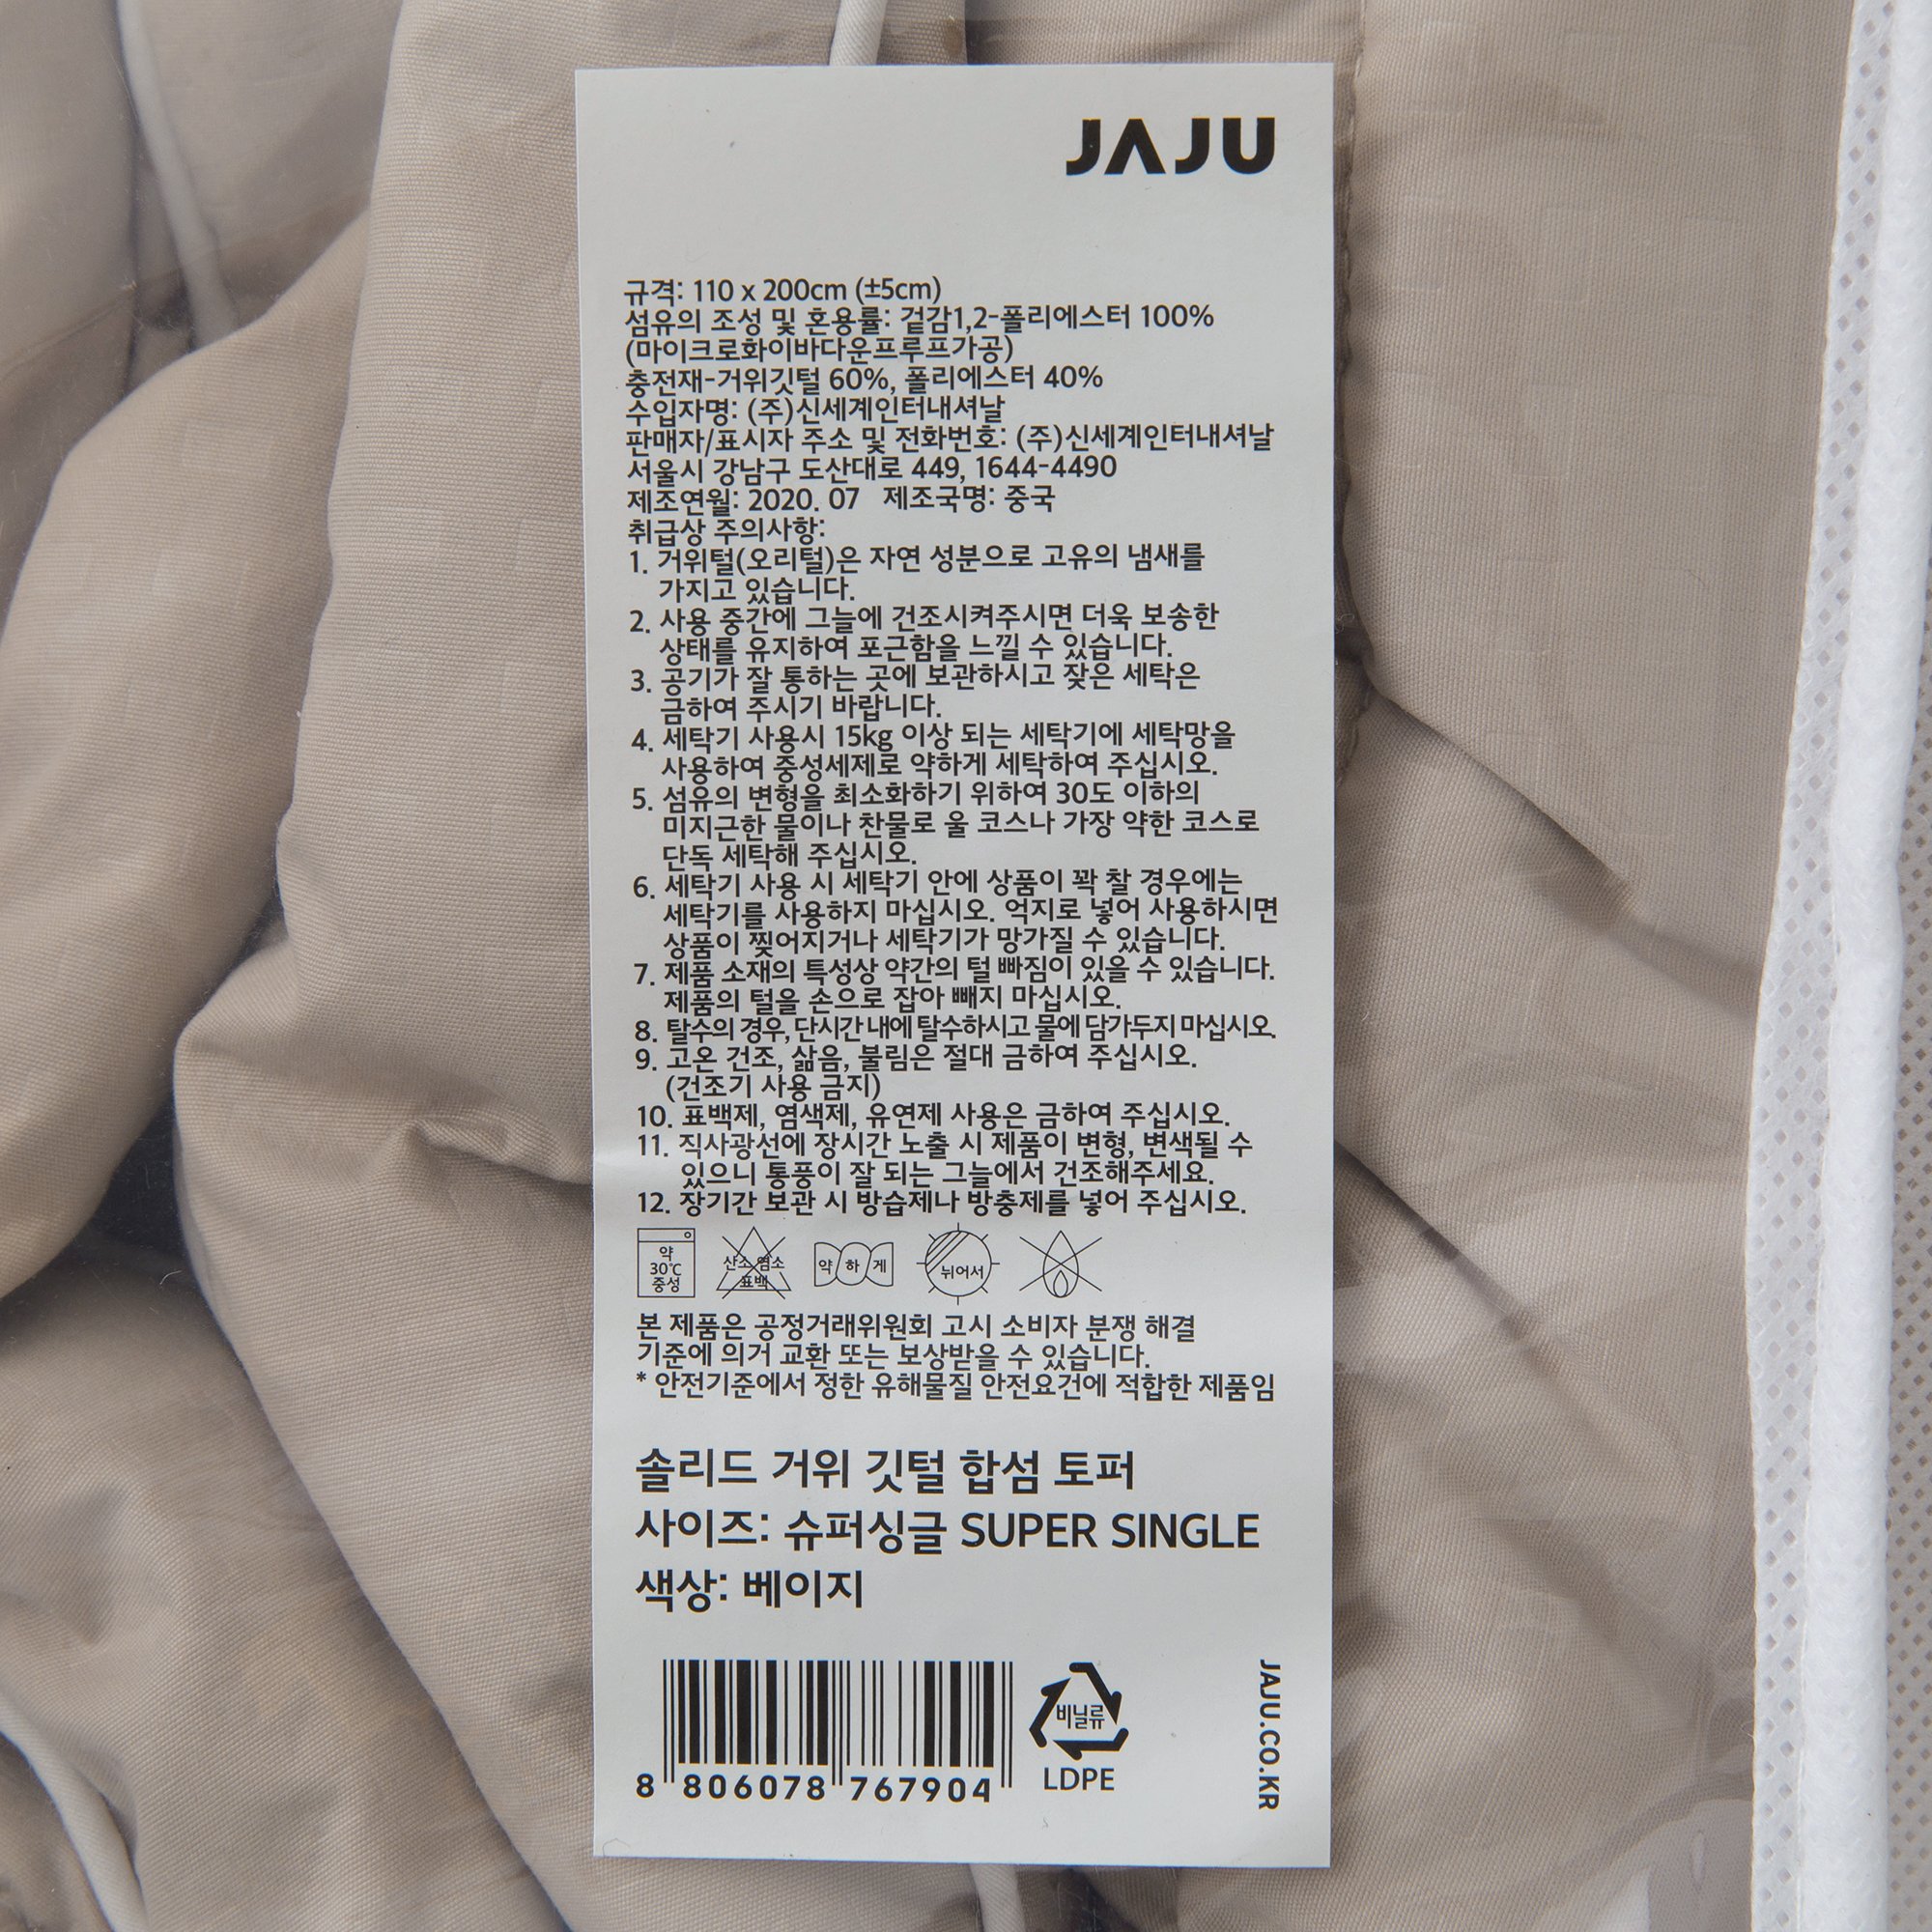 JAJU
규격: 110 x 200cm (±5cm)
섬유의 조성 및 혼용률: 겉감1,2-폴리에스터 100%
(마이크로화이바다운프루프가공)
충전재-거위깃털 60%, 폴리에스터 40%
수입자명: (주)신세계인터내셔날
판매자/표시자 주소 및 전화번호: (주)신세계인터내셔날
서울시 강남구 도산대로 449, 1644-4490
제조연월: 2020. 07 제조국명: 중국
취급상 주의사항:
1. 거위털(오리털)은 자연 성분으로 고유의 냄새를
가지고 있습니다.
2. 사용 중간에 그늘에 건조시켜주시면 더욱 보송한
상태를 유지하여 포근함을 느낄 수 있습니다.
3. 공기가 잘 통하는 곳에 보관하시고 잦은 세탁은
금하여 주시기 바랍니다.
4. 세탁기 사용시 15kg 이상 되는 세탁기에 세탁망을
사용하여 중성세제로 약하게 세탁하여 주십시오.
5. 섬유의 변형을 최소화하기 위하여 30도 이하의
미지근한 물이나 찬물로 울 코스나 가장 약한 코스로
단독 세탁해 주십시오.
6. 세탁기 사용 시 세탁기 안에 상품이 꽉 찰 경우에는
세탁기를 사용하지 마십시오. 억지로 넣어 사용하시면
상품이 찢어지거나 세탁기가 망가질 수 있습니다.
7. 제품 소재의 특성상 약간의 털 빠짐이 있을 수 있습니다.
제품의 털을 손으로 잡아 빼지 마십시오.
8. 탈수의 경우, 단시간 내에 탈수하시고 물에 담가두지 마십시오.
9. 고온 건조, 삶음, 불림은 절대 금하여 주십시오.
(건조기 사용 금지)
10. 표백제, 염색제, 유연제 사용은 금하여 주십시오.
11. 직사광선에 장시간 노출 시 제품이 변형, 변색될 수
있으니 통풍이 잘 되는 그늘에서 건조해주세요.
12. 장기간 보관 시 방습제나 방충제를 넣어 주십시오.
약
30℃
중성
산소 염소
표백
약 하 게
뉘어서
본 제품은 공정거래위원회 고시 소비자 분쟁 해결
기준에 의거 교환 또는 보상받을 수 있습니다.
* 안전기준에서 정한 유해물질 안전요건에 적합한 제품임
솔리드 거위 깃털 합섬 토퍼
사이즈: 슈퍼싱글 SUPER SINGLE
색상: 베이지
8 806078 767904
비닐류
LDPE
JAJU.CO.KR